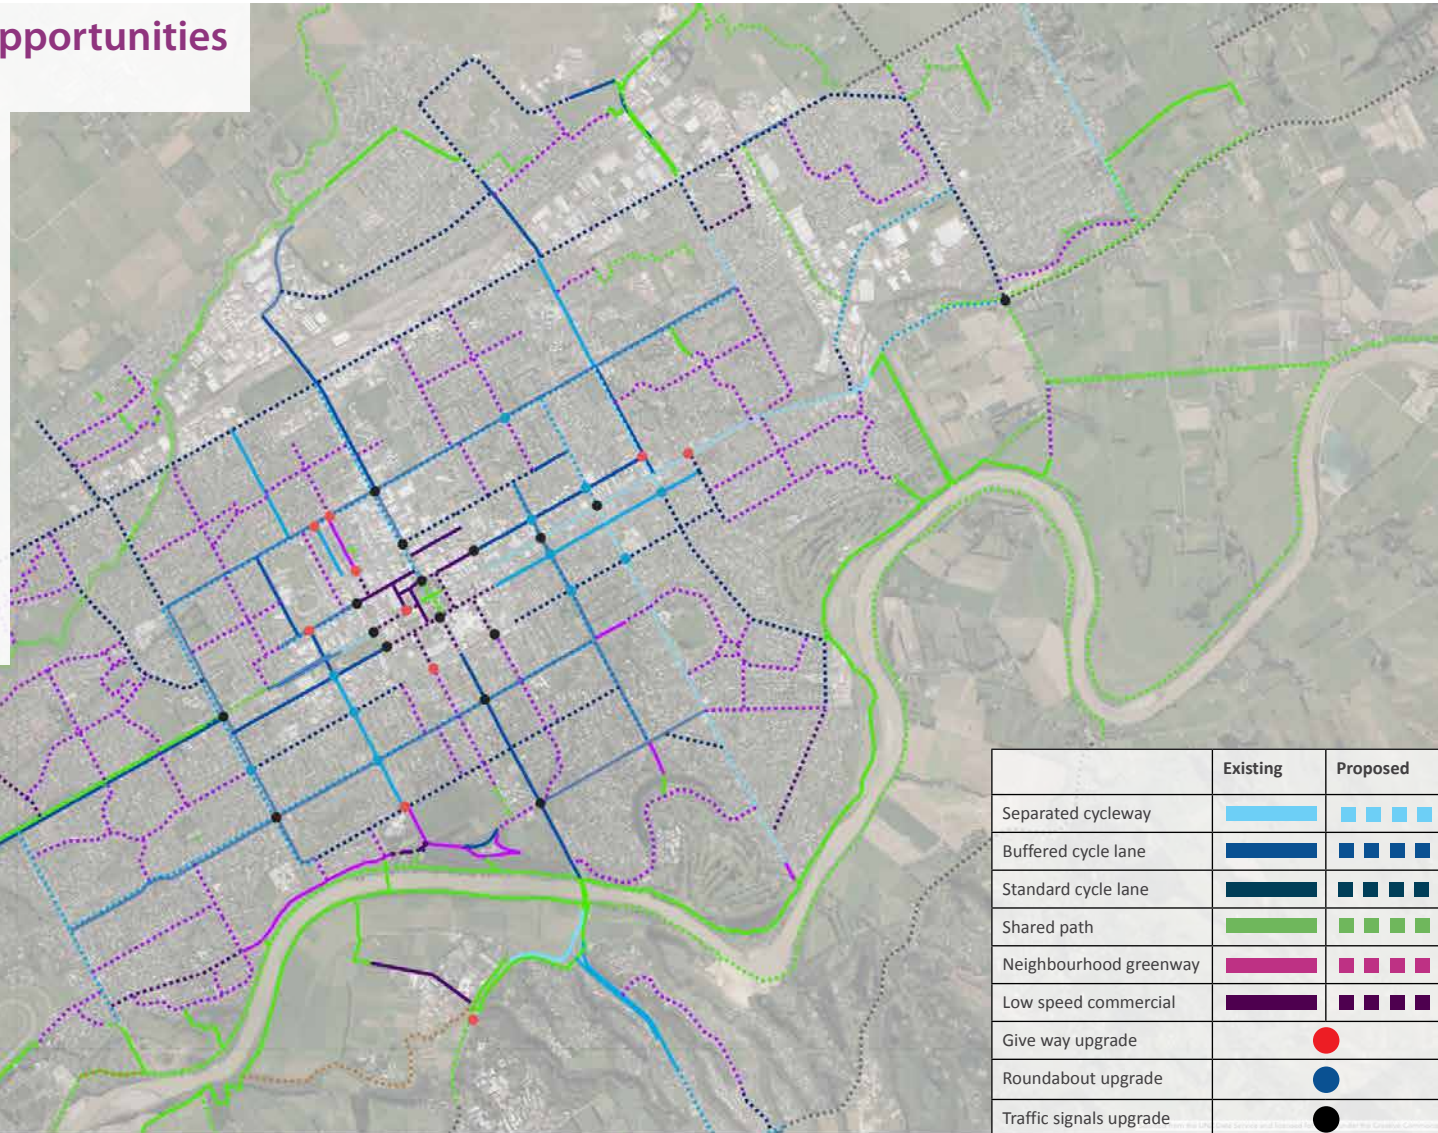 pportunities
Existing Proposed
Separated cycleway
Buffered cycle lane
Standard cycle lane
Shared path
Neighbourhood greenway
Low speed commercial
Give way upgrade
Roundabout upgrade
Traffic signals upgrade